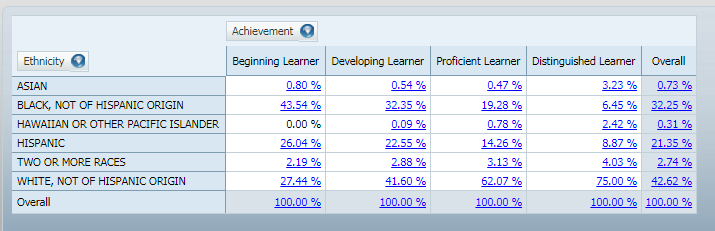 Achievement
Ethnicity Beginning Learner Developing Learner Proficient Learner Distinguished Learner Overall
ASIAN 0.80 % 0.54 % 0.47 % 3.23 % 0.73 %
BLACK, NOT OF HISPANIC ORIGIN 43.54 % 32.35 % 19.28 % 6.45 % 32.25 %
HAWAIIAN OR OTHER PACIFIC ISLANDER 0.00 % 0.09 % 0.78 % 2.42 % 0.31 %
HISPANIC 26.04 % 22.55 % 14.26 % 8.87 % 21.35 %
TWO OR MORE RACES 2.19 % 2.88 % 3.13 % 4.03 % 2.74 %
WHITE, NOT OF HISPANIC ORIGIN 27.44 % 41.60 % 62.07 % 75.00 % 42.62 %
Overall 100.00 % 100.00 % 100.00 % 100.00 % 100.00 %